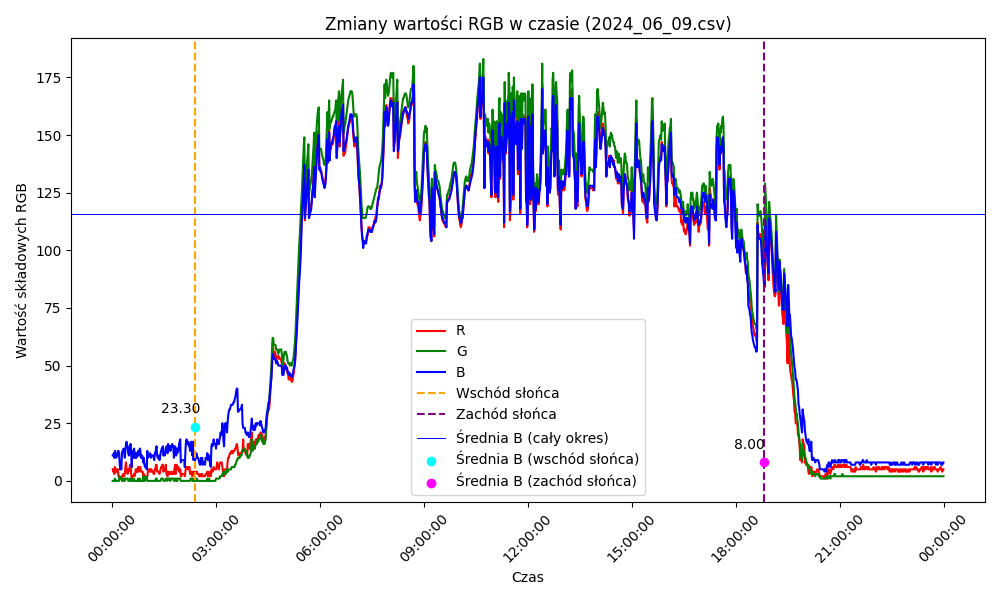 Zmiany wartości RGB w czasie (2024_06_09.csv)
Wartość składowych RGB
175
150
125
100
75
50
25
0
23.30
8.00
R
G
B
Wschód słońca
Zachód słońca
Średnia B (cały okres)
Średnia B (wschód słońca)
Średnia B (zachód słońca)
00:00:00
03:00:00
06:00:00
09:00:00
12:00:00
15:00:00
18:00:00
21:00:00
00:00:00
Czas